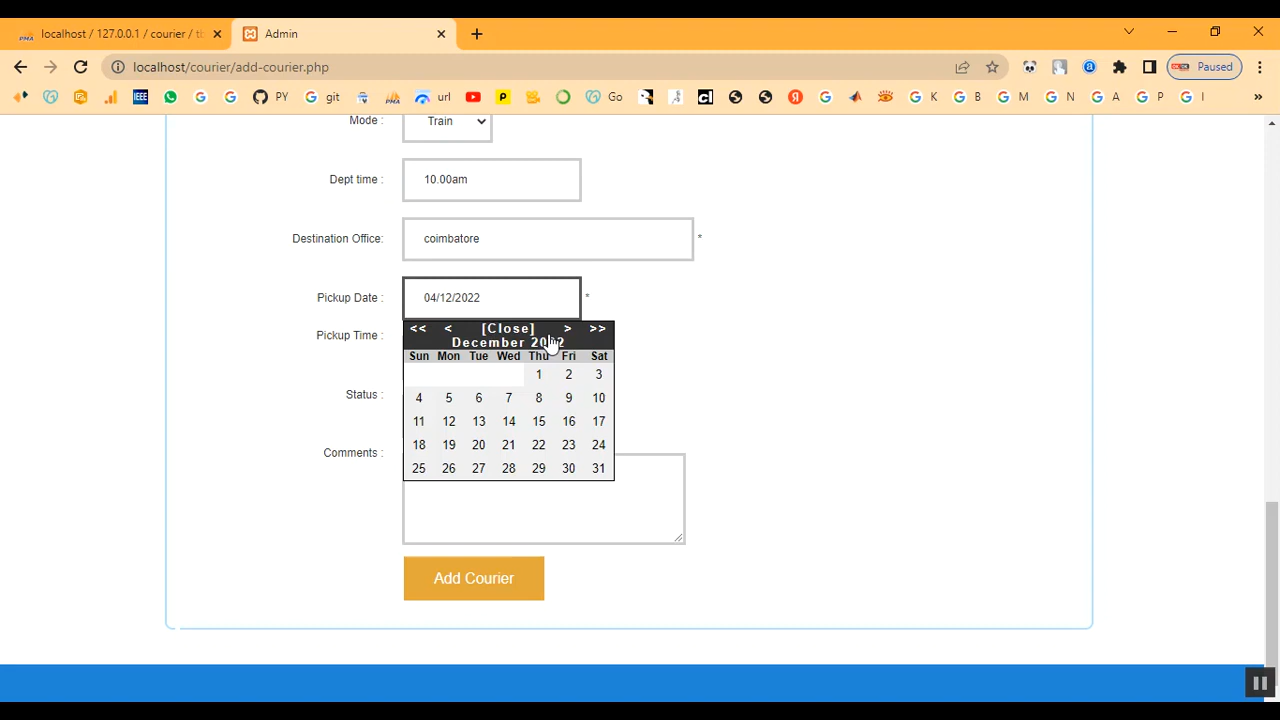 localhost / 127.0.0.1 / courier / tb
Admin
localhost/courier/add-courier.php
Paused
PY
git
url
Go
K
B
M
N
A
P
I
»
Mode :
Train
Dept time :
10.00am
Destination Office:
coimbatore
*
Pickup Date :
04/12/2022
*
Pickup Time :
<< < [Close] > >>
December
Sun Mon Tue Wed Thu Fri Sat
1 2 3
4 5 6 7 8 9 10
11 12 13 14 15 16 17
18 19 20 21 22 23 24
25 26 27 28 29 30 31
Status :
Comments :
Add Courier